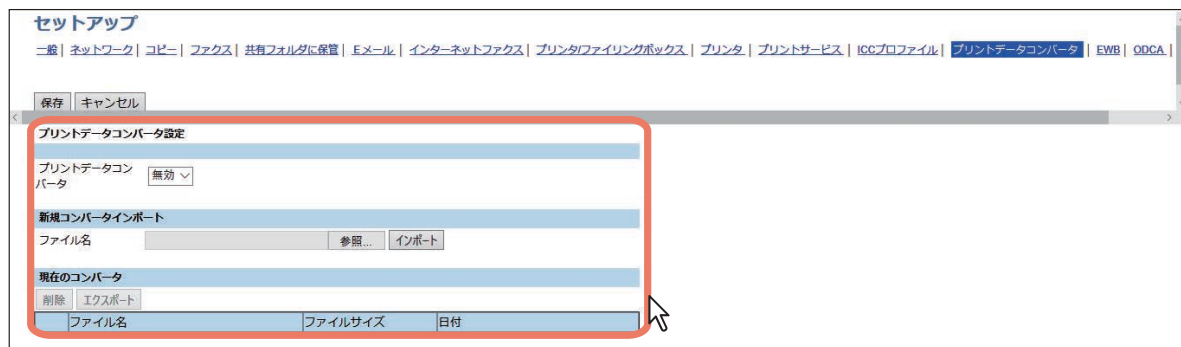 セットアップ
一般 | ネットワーク | コピー | ファクス | 共有フォルダに保管 | Eメール | インターネットファクス | プリンタ/ファイリングボックス | プリンタ | プリントサービス | ICCプロファイル | プリントデータコンバータ | EWB | ODCA |
保存 キャンセル
プリントデータコンバータ設定
プリントデータコン
バータ
無効
新規コンバータインポート
ファイル名 参照... インポート
現在のコンバータ
削除 エクスポート
ファイル名 ファイルサイズ 日付